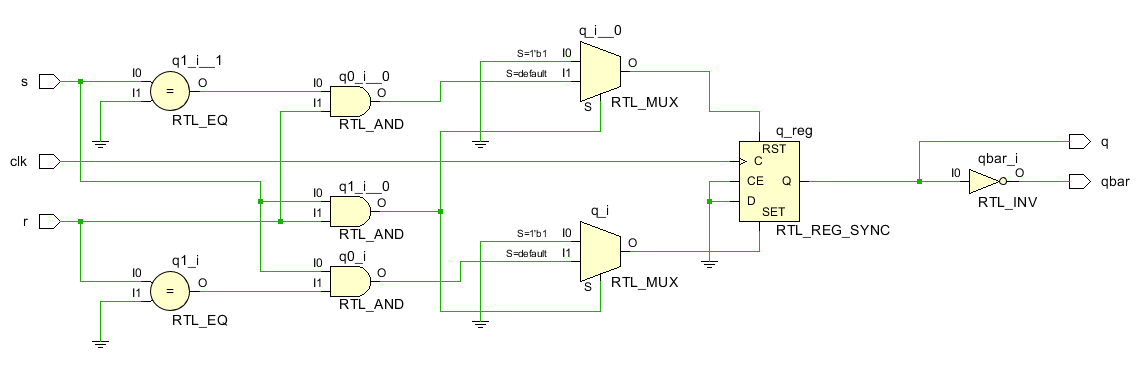 q_i__0
S=1'b1
I0
S=default
I1
O
S
RTL_MUX
q1_i__1
s
I0
I1
=
O
RTL_EQ
q0_i__0
I0
I1
O
RTL_AND
q_reg
RST
clk
C
CE
D
Q
SET
RTL_REG_SYNC
q
qbar_i
I0
O
qbar
RTL_INV
q1_i__0
I0
I1
O
RTL_AND
r
q_i
S=1'b1
I0
S=default
I1
O
S
RTL_MUX
q1_i
I0
I1
=
O
RTL_EQ
q0_i
I0
I1
O
RTL_AND